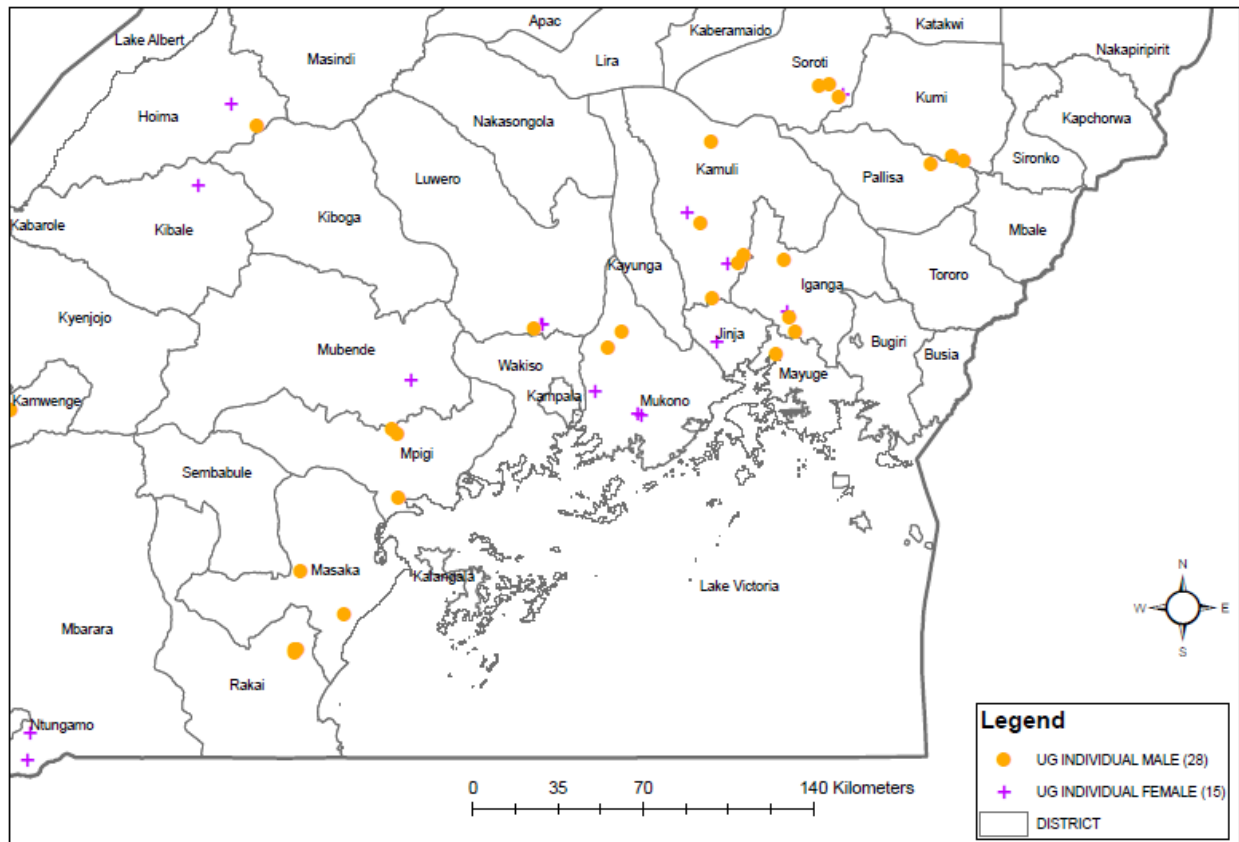 Apac
Kaberamaido
Katakwi
Lake Albert
Masindi
Lira
Soroti
Nakapiripirit
Hoima
Nakasongola
Kumi
Kapchorwa
Kamuli
Pallisa
Sironko
Luwero
Kabarole
Kibale
Kiboga
Mbale
Kayunga
Tororo
Iganga
Kyenjojo
Mubende
Wakiso
Jinja
Bugiri
Busia
Mayuge
Kamwenge
Kampala
Mukono
Mpigi
Sembabule
Masaka
Kalangala
Lake Victoria
Mbarara
Rakai
Ntungamo
N
W
E
S
0 35 70 140 Kilometers
Legend
UG INDIVIDUAL MALE (28)
UG INDIVIDUAL FEMALE (15)
DISTRICT